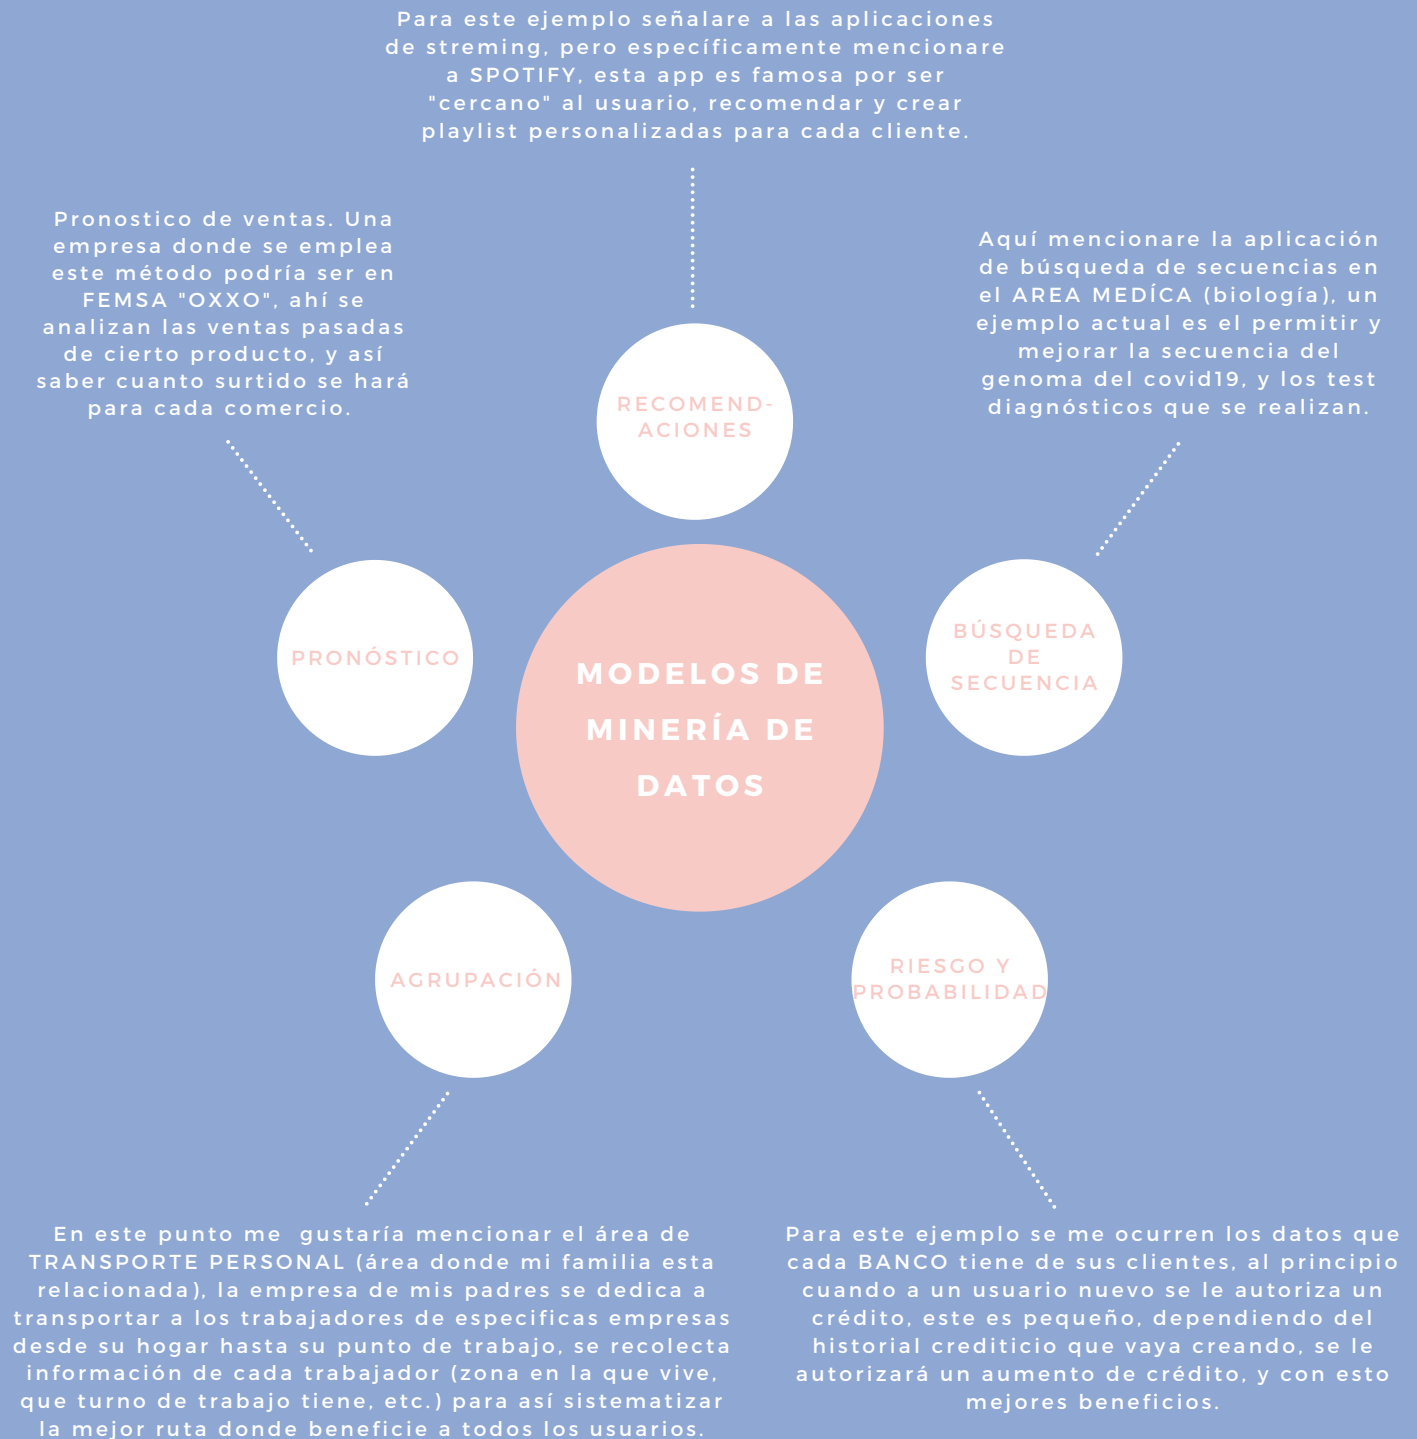 Para este ejemplo señalare a las aplicaciones
de streming, pero específicamente mencionare
a SPOTIFY, esta app es famosa por ser
"cercano" al usuario, recomendar y crear
playlist personalizadas para cada cliente.
Pronostico de ventas. Una
empresa donde se emplea
este método podría ser en
FEMSA "OXXO", ahí se
analizan las ventas pasadas
de cierto producto, y así
saber cuanto surtido se hará
para cada comercio.
Aquí mencionare la aplicación
de búsqueda de secuencias en
el AREA MEDÍCA (biología), un
ejemplo actual es el permitir y
mejorar la secuencia del
genoma del covid19, y los test
diagnósticos que se realizan.
RECOMEND-
ACIONES
PRONÓSTICO
BÚSQUEDA
DE
SECUENCIA
MODELOS DE
MINERÍA DE
DATOS
AGRUPACIÓN
RIESGO Y
PROBABILIDAD
En este punto me gustaría mencionar el área de
TRANSPORTE PERSONAL (área donde mi familia esta
relacionada), la empresa de mis padres se dedica a
transportar a los trabajadores de especificas empresas
desde su hogar hasta su punto de trabajo, se recolecta
información de cada trabajador (zona en la que vive,
que turno de trabajo tiene, etc.) para así sistematizar
la mejor ruta donde beneficie a todos los usuarios.
Para este ejemplo se me ocurren los datos que
cada BANCO tiene de sus clientes, al principio
cuando a un usuario nuevo se le autoriza un
crédito, este es pequeño, dependiendo del
historial crediticio que vaya creando, se le
autorizará un aumento de crédito, y con esto
mejores beneficios.